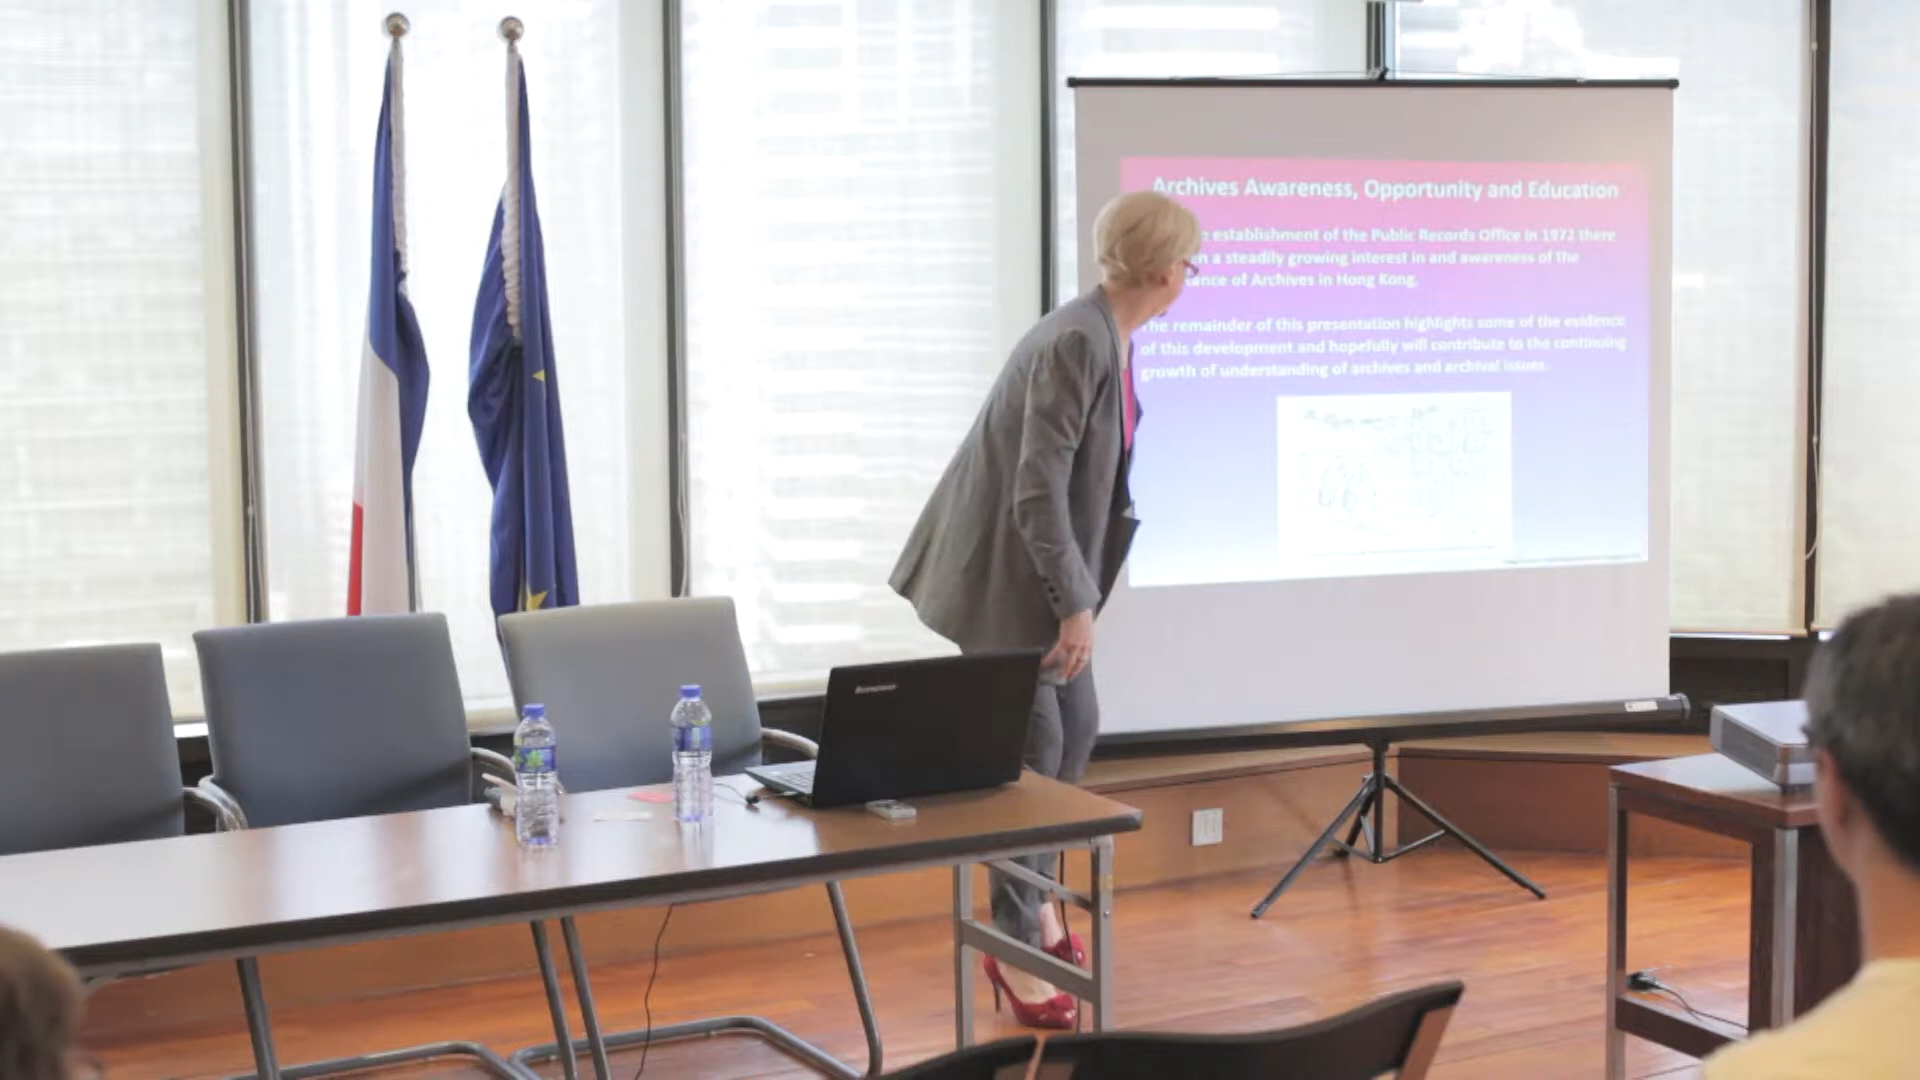 Archives Awareness, Opportunity and Education
establishment of the Public Records Office in 1972 there
a steadily growing interest in and awareness of the
of Archives in Hong Kong.
The remainder of this presentation highlights some of the evidence
of this development and hopefully will contribute to the continuing
growth of understanding of archives and archival issues.
lenovo